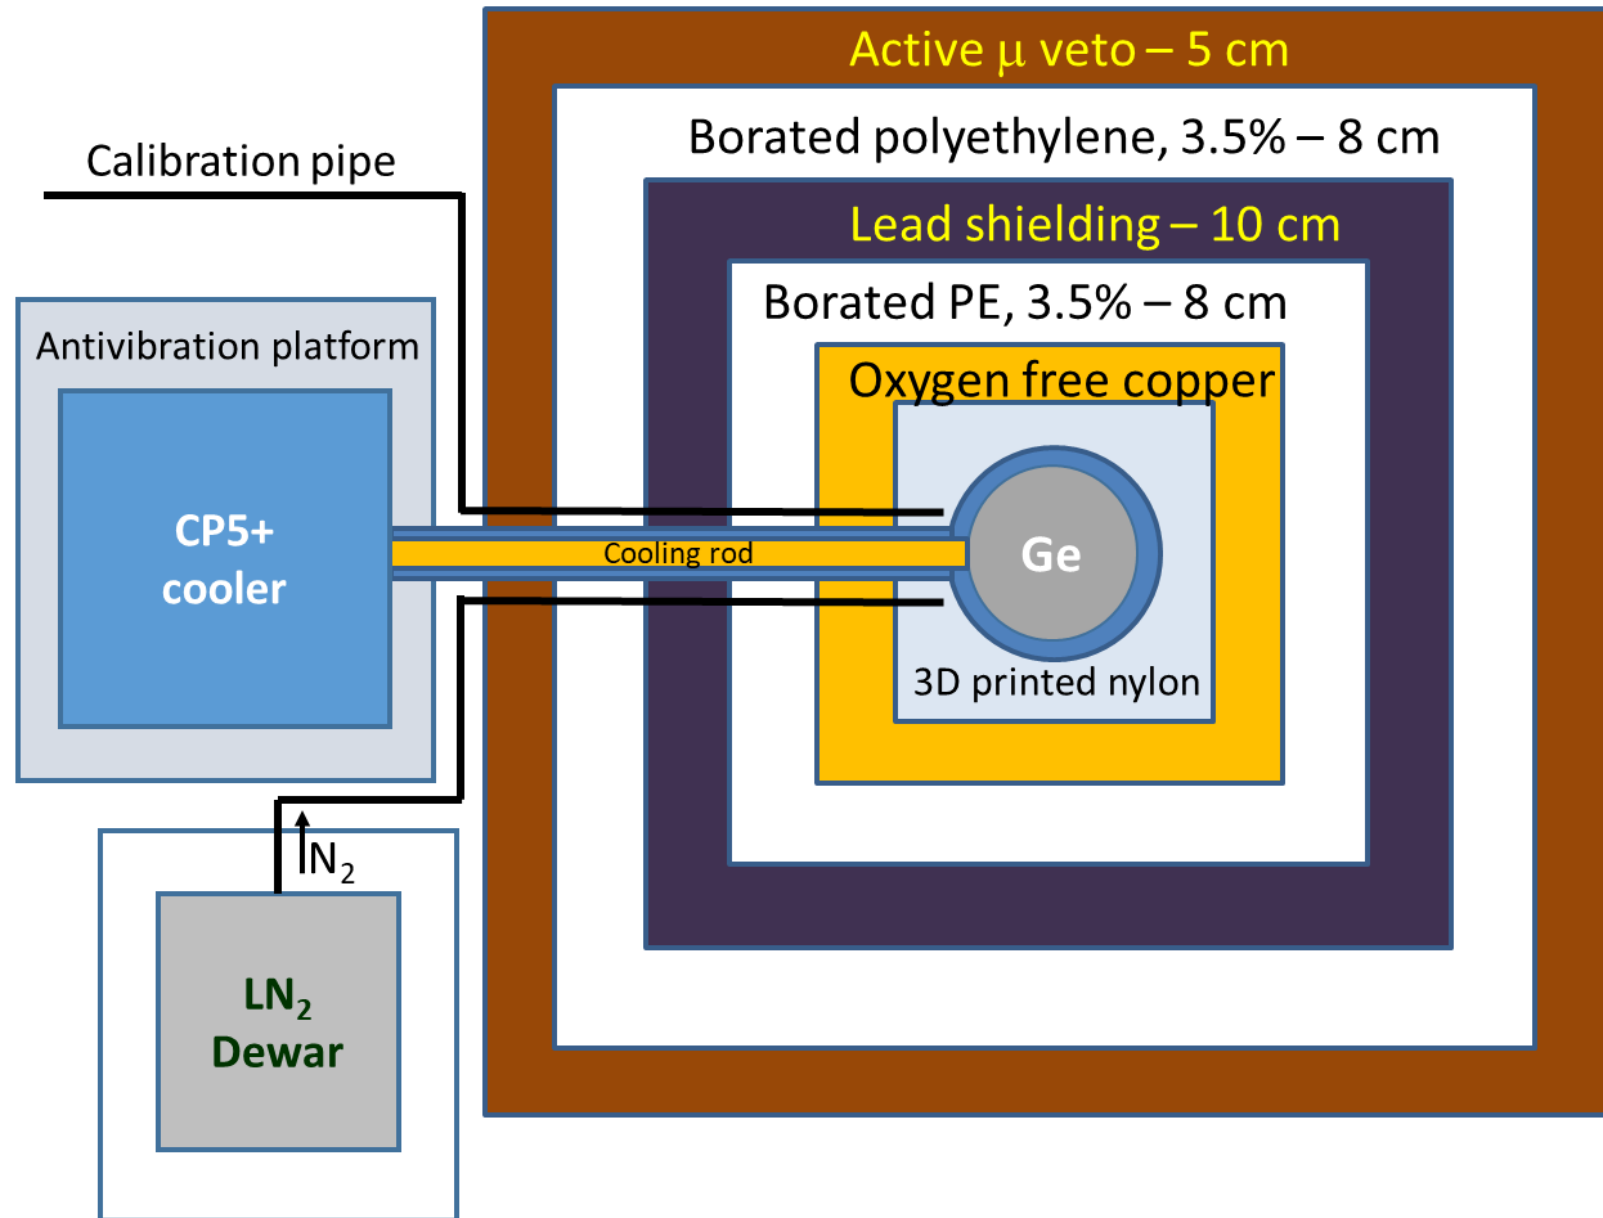 Active μ veto – 5 cm
Borated polyethylene, 3.5% – 8 cm
Calibration pipe
Lead shielding – 10 cm
Borated PE, 3.5% – 8 cm
Antivibration platform
Oxygen free copper
CP5+
cooler
Cooling rod
Ge
3D printed nylon
N₂
LN₂
Dewar